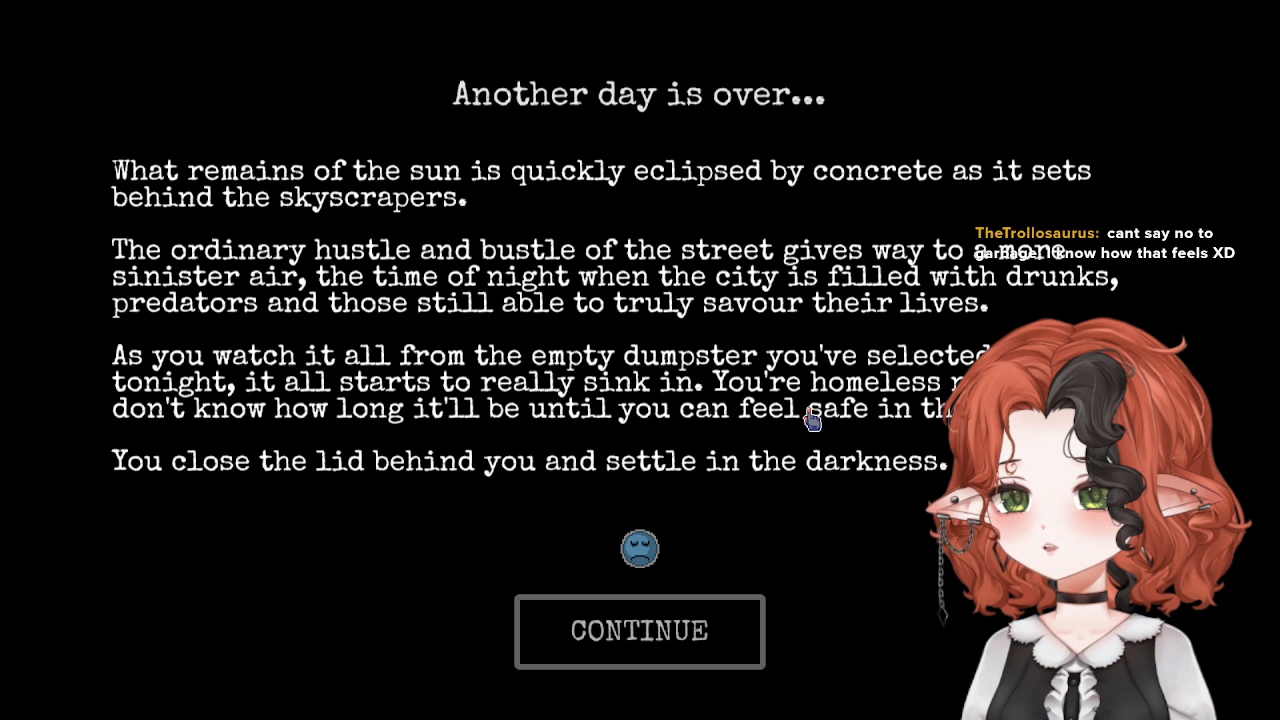 Another day is over...
What remains of the sun is quickly eclipsed by concrete as it sets
behind the skyscrapers.
TheTrollosaurus: cant say no to
garbage, I know how that feels XD
The ordinary hustle and bustle of the street gives way to a more
sinister air, the time of night when the city is filled with drunks,
predators and those still able to truly savour their lives.
As you watch it all from the empty dumpster you've selected
tonight, it all starts to really sink in. You're homeless
don't know how long it'll be until you can feel safe in
You close the lid behind you and settle in the darkness.
CONTINUE